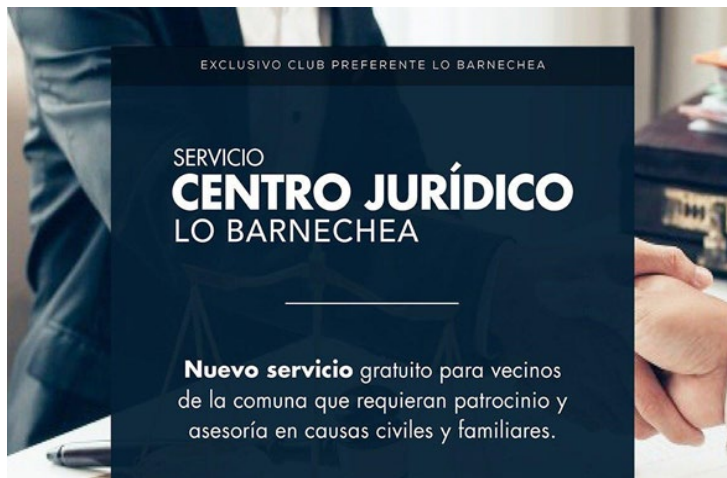 EXCLUSIVO CLUB PREFERENTE LO BARNECHEA
SERVICIO
CENTRO JURÍDICO
LO BARNECHEA
Nuevo servicio gratuito para vecinos
de la comuna que requieran patrocinio y
asesoría en causas civiles y familiares.